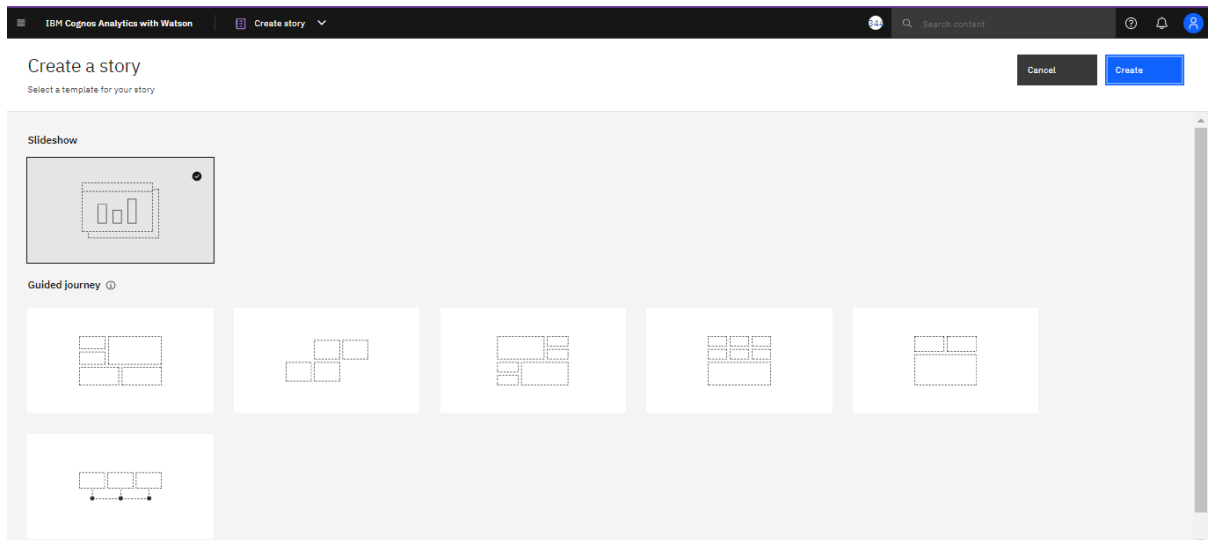 IBM Cognos Analytics with Watson
Create story
344
Search content
Create a story
Cancel
Create
Select a template for your story
Slideshow
Guided journey